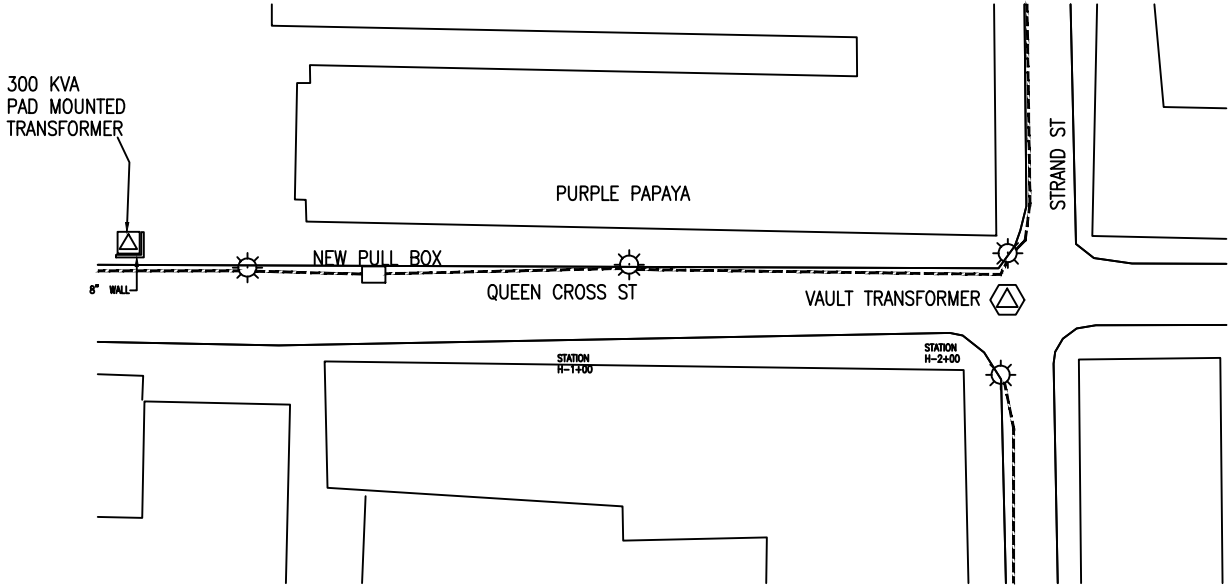 300 KVA
PAD MOUNTED
TRANSFORMER
STRAND ST
PURPLE PAPAYA
NEW PULL BOX
8" WALL
QUEEN CROSS ST
VAULT TRANSFORMER
STATION
H-1+00
STATION
H-2+00